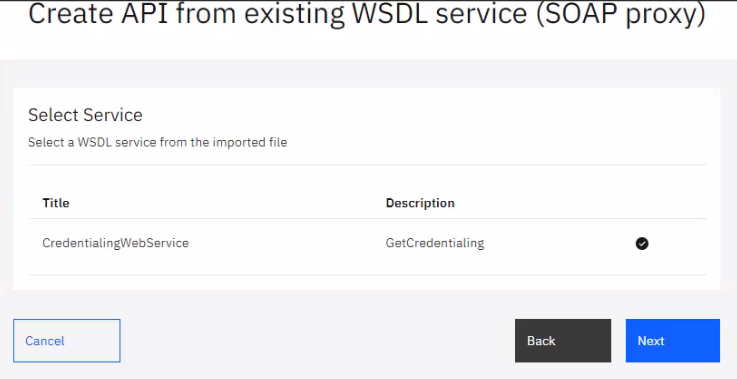 Create API from existing WSDL service (SOAP proxy)
Select Service
Select a WSDL service from the imported file
Title Description
CredentialingWebService GetCredentialing
Cancel Back Next